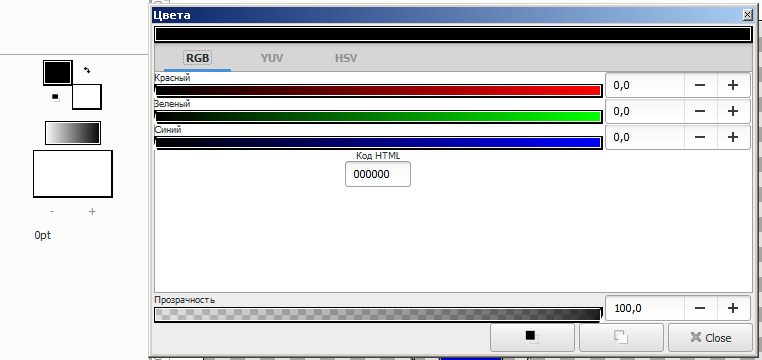 Цвета
RGB YUV HSV
Красный
0,0 − +
Зеленый
0,0 − +
Синий
0,0 − +
Код HTML
000000
- +
0pt
Прозрачность
100,0 − +
Close